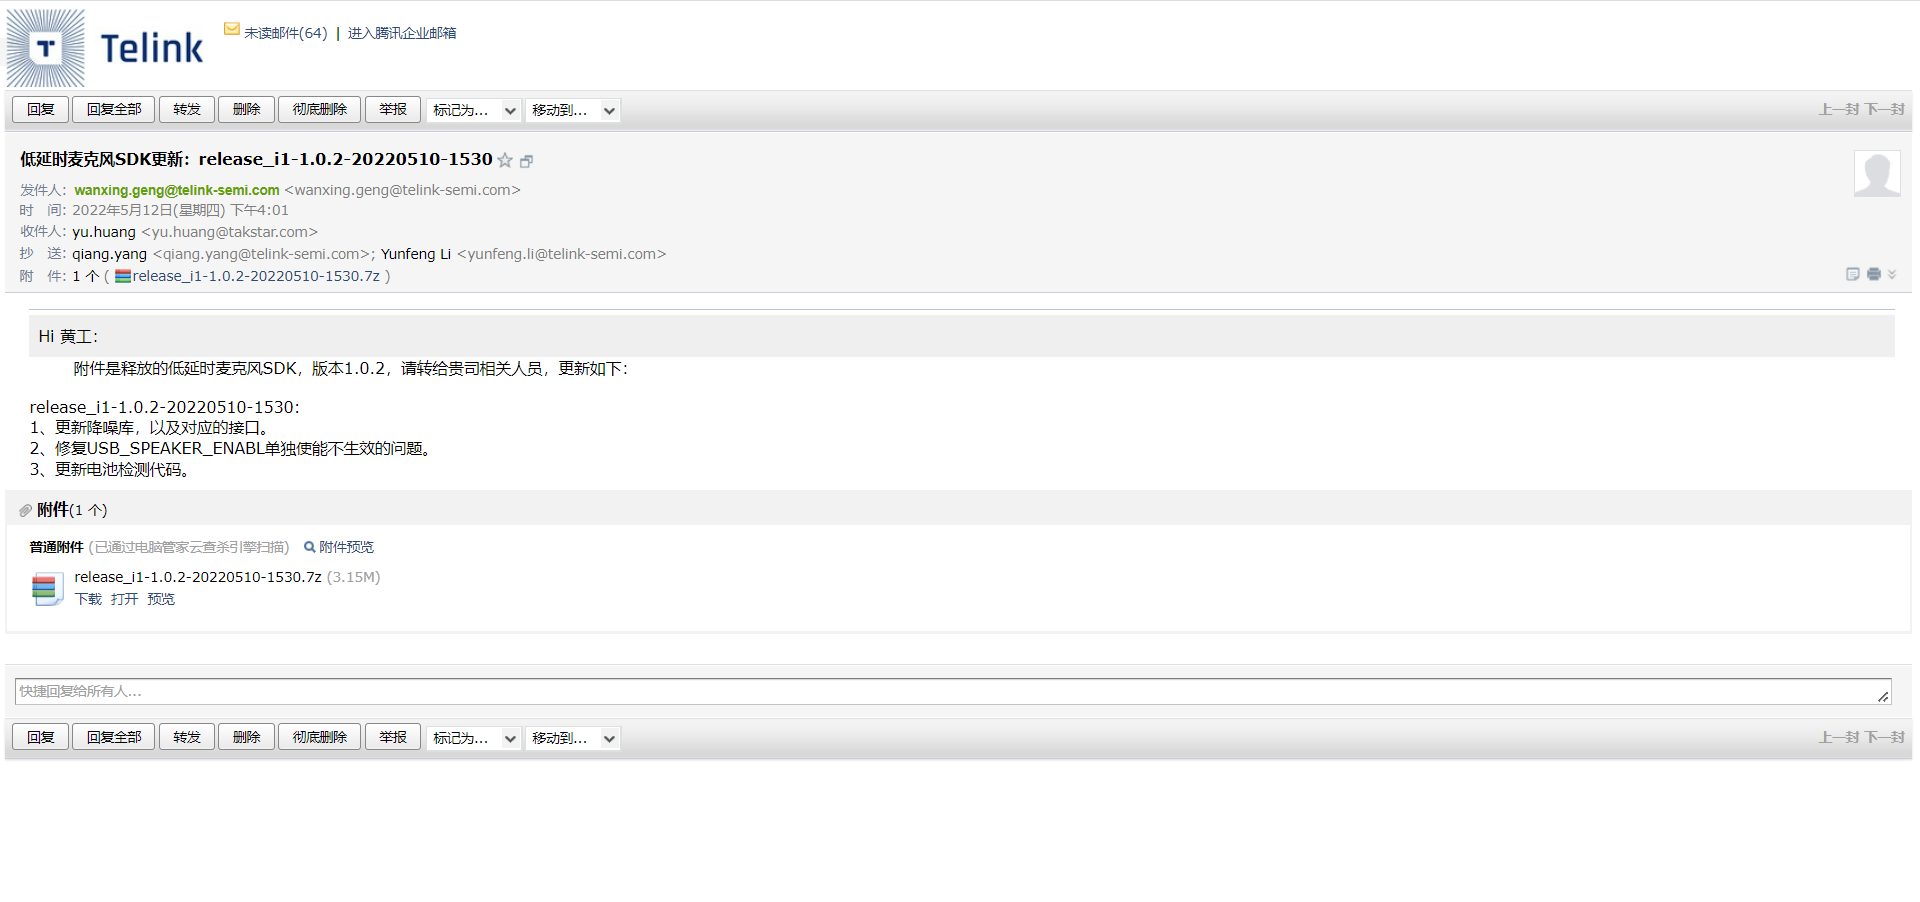 T Telink
未读邮件(64) | 进入腾讯企业邮箱
回复 回复全部 转发 删除 彻底删除 举报 标记为... 移动到... 上一封 下一封
低延时麦克风SDK更新：release_i1-1.0.2-20220510-1530
发件人：wanxing.geng@telink-semi.com <wanxing.geng@telink-semi.com>
时 间：2022年5月12日(星期四) 下午4:01
收件人：yu.huang <yu.huang@takstar.com>
抄 送：qiang.yang <qiang.yang@telink-semi.com>; Yunfeng Li <yunfeng.li@telink-semi.com>
附 件：1 个 ( release_i1-1.0.2-20220510-1530.7z )
Hi 黄工：
附件是释放的低延时麦克风SDK，版本1.0.2，请转给贵司相关人员，更新如下：
release_i1-1.0.2-20220510-1530：
1、更新降噪库，以及对应的接口。
2、修复USB_SPEAKER_ENABL单独使能不生效的问题。
3、更新电池检测代码。
附件(1 个)
普通附件 (已通过电脑管家云查杀引擎扫描) 附件预览
release_i1-1.0.2-20220510-1530.7z (3.15M)
下载 打开 预览
快捷回复给所有人...
回复 回复全部 转发 删除 彻底删除 举报 标记为... 移动到... 上一封 下一封